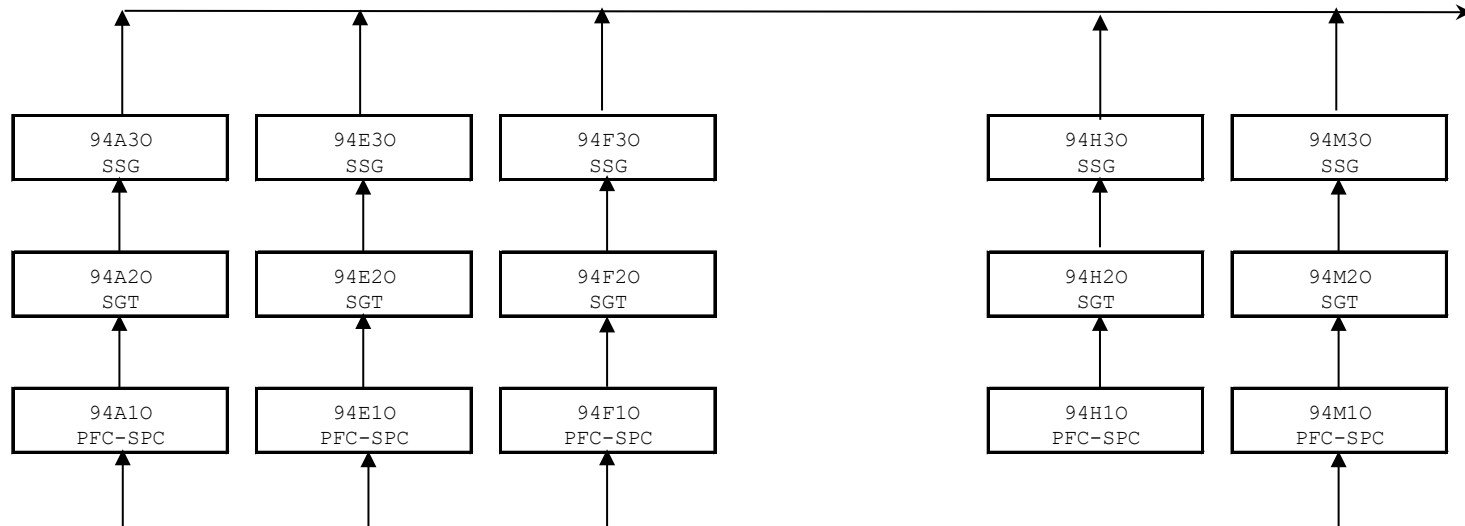 94A3O
SSG
94E3O
SSG
94F3O
SSG
94H3O
SSG
94M3O
SSG
94A2O
SGT
94E2O
SGT
94F2O
SGT
94H2O
SGT
94M2O
SGT
94A1O
PFC-SPC
94E1O
PFC-SPC
94F1O
PFC-SPC
94H1O
PFC-SPC
94M1O
PFC-SPC